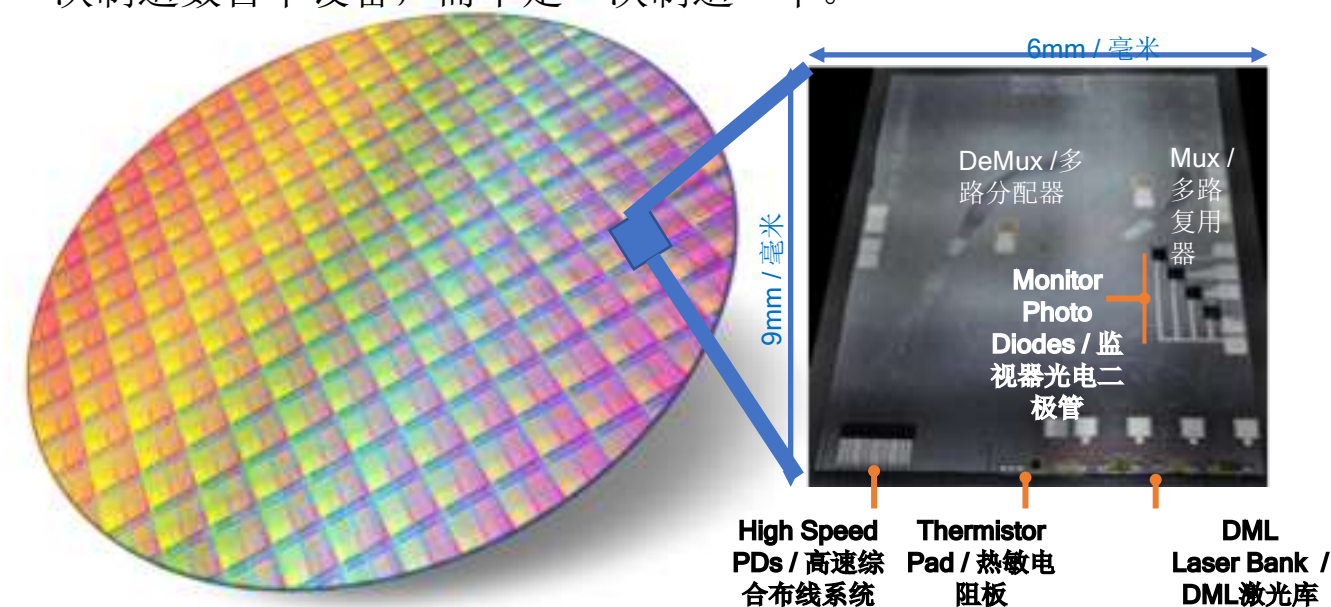 6mm / 毫米
9mm / 毫米
DeMux /多
路分配器
Mux /
多路
复用
器
Monitor
Photo
Diodes / 监
视器光电二
极管
High Speed
PDs / 高速综
合布线系统
Thermistor
Pad / 热敏电
阻板
DML
Laser Bank /
DML激光库